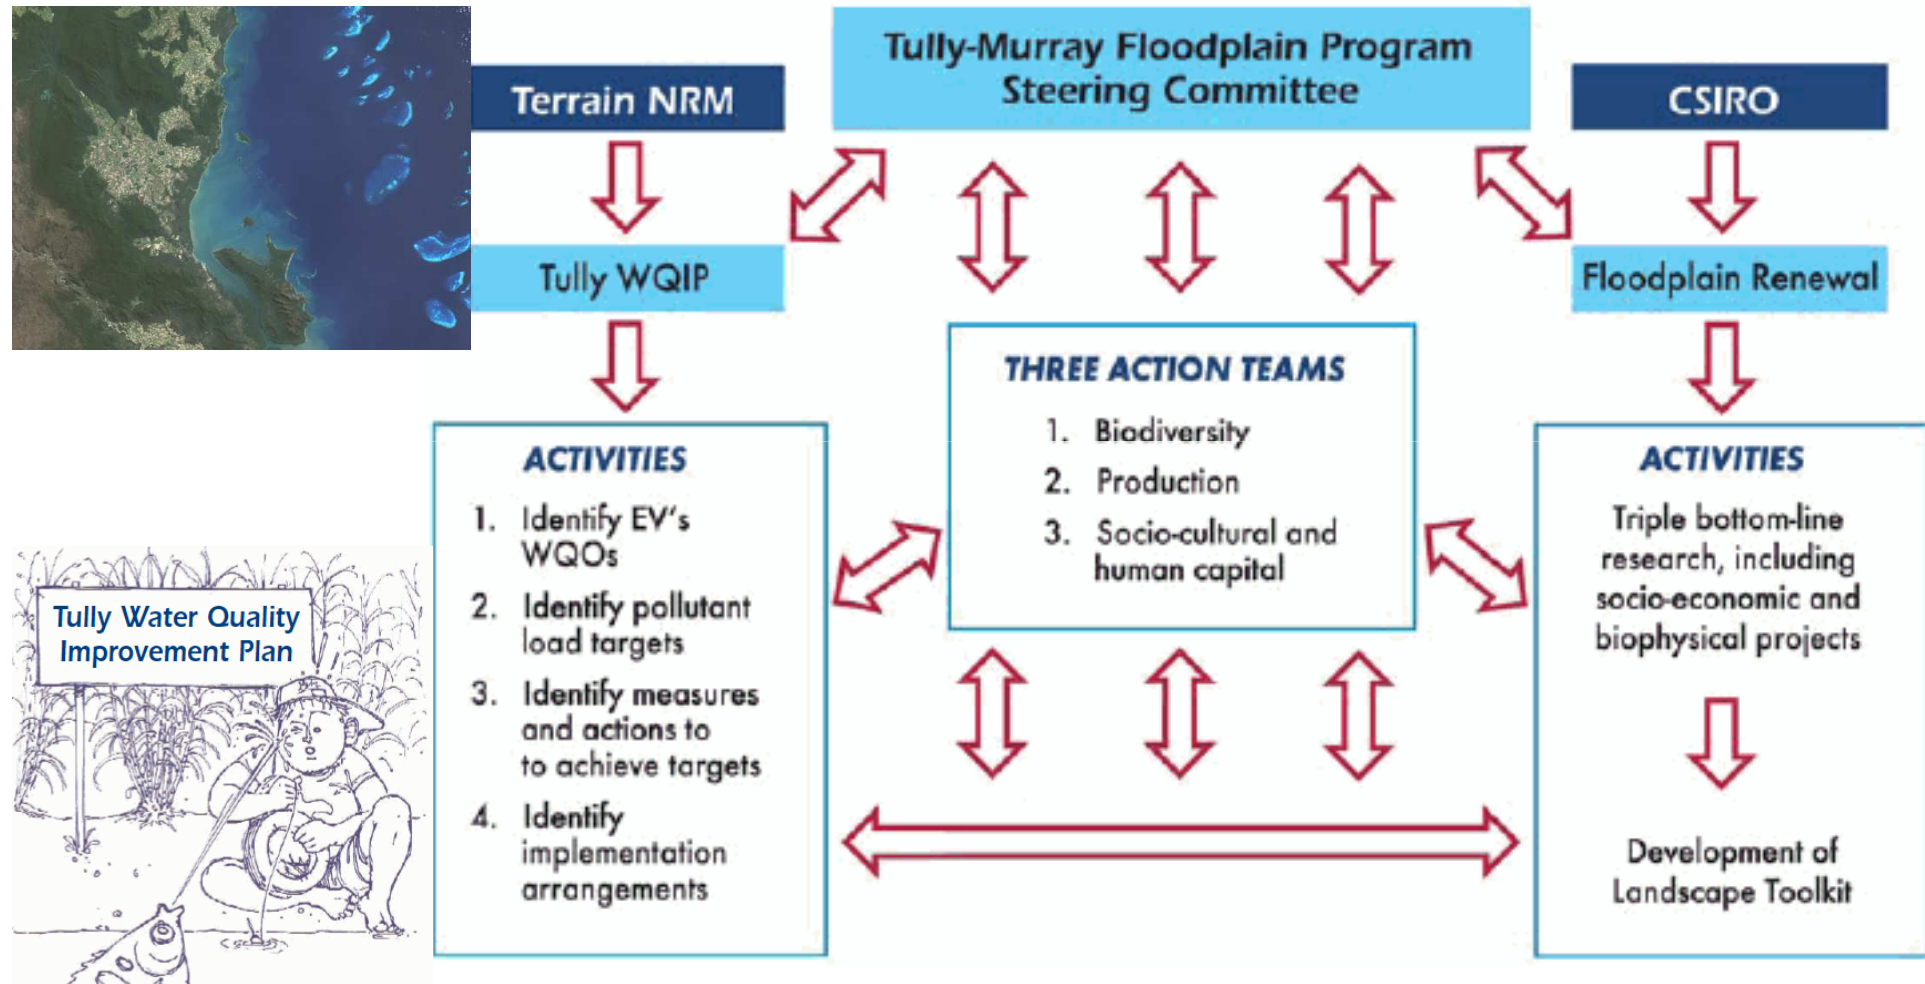 Tully-Murray Floodplain Program
Steering Committee
Terrain NRM
CSIRO
Tully WQIP
Floodplain Renewal
THREE ACTION TEAMS
1. Biodiversity
2. Production
3. Socio-cultural and
human capital
ACTIVITIES
1. Identify EV's
WQOs
2. Identify pollutant
load targets
3. Identify measures
and actions to
to achieve targets
4. Identify
implementation
arrangements
ACTIVITIES
Triple bottom-line
research, including
socio-economic and
biophysical projects
Development of
Landscape Toolkit
Tully Water Quality
Improvement Plan